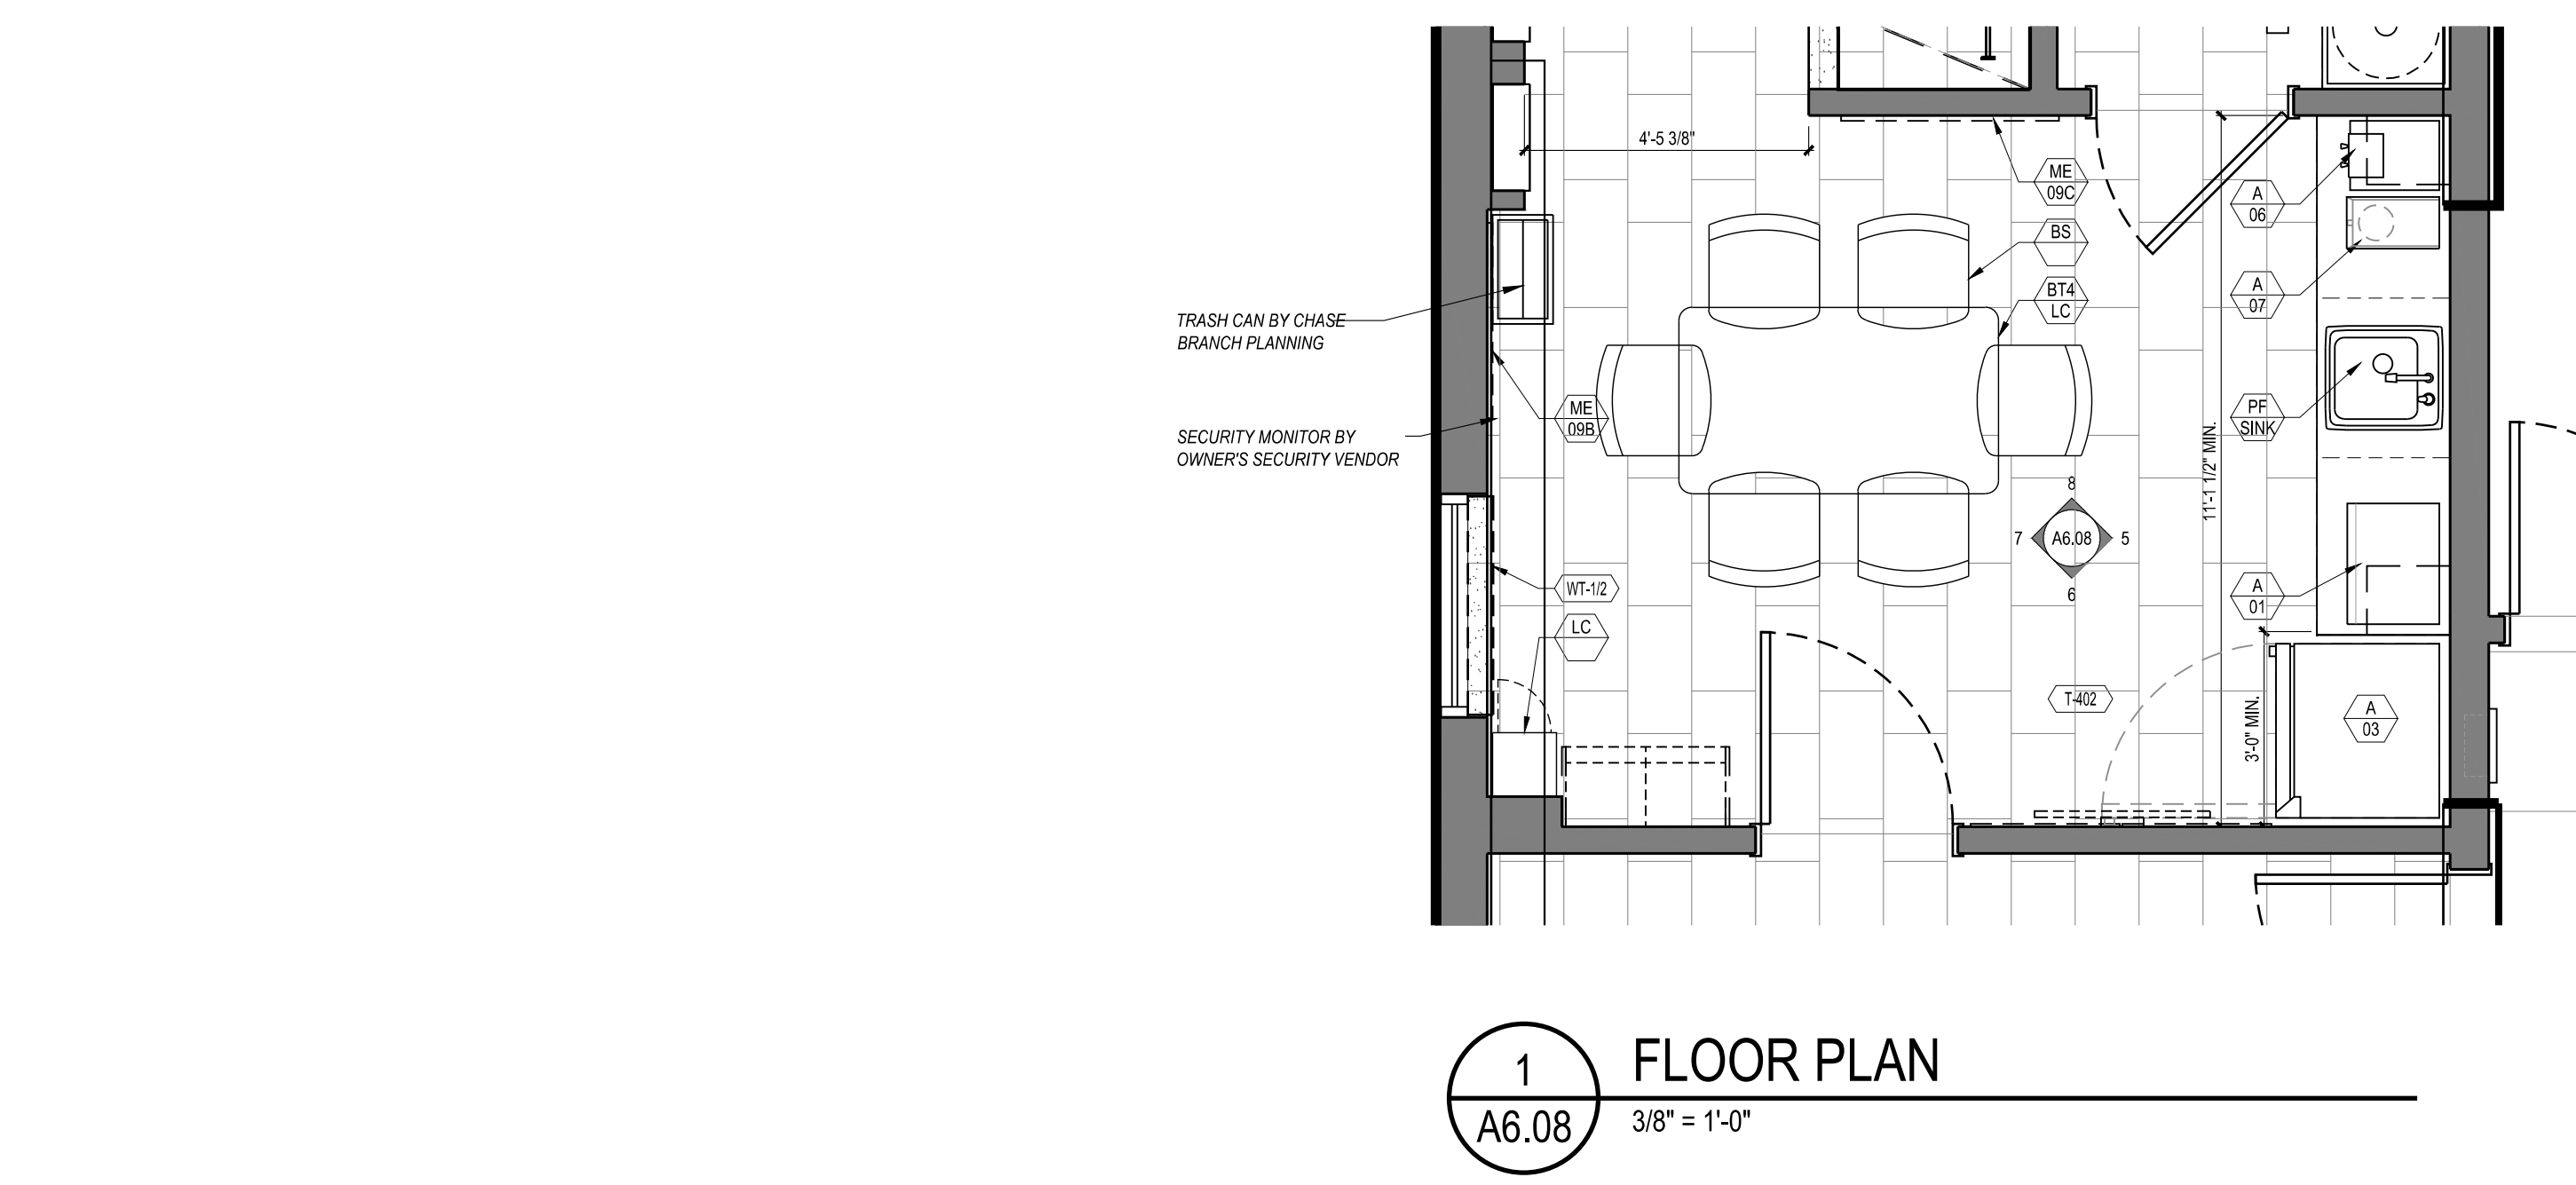 4'-5 3/8"
ME
09C
A
06
BS
A
07
BT4
LC
TRASH CAN BY CHASE
BRANCH PLANNING
ME
09B
PF
SINK
SECURITY MONITOR BY
OWNER'S SECURITY VENDOR
11'-1 1/2" MIN.
8
7
A6.08
5
6
WT-1/2
A
01
LC
T-402
3'-0" MIN.
A
03
1
A6.08
FLOOR PLAN
3/8" = 1'-0"